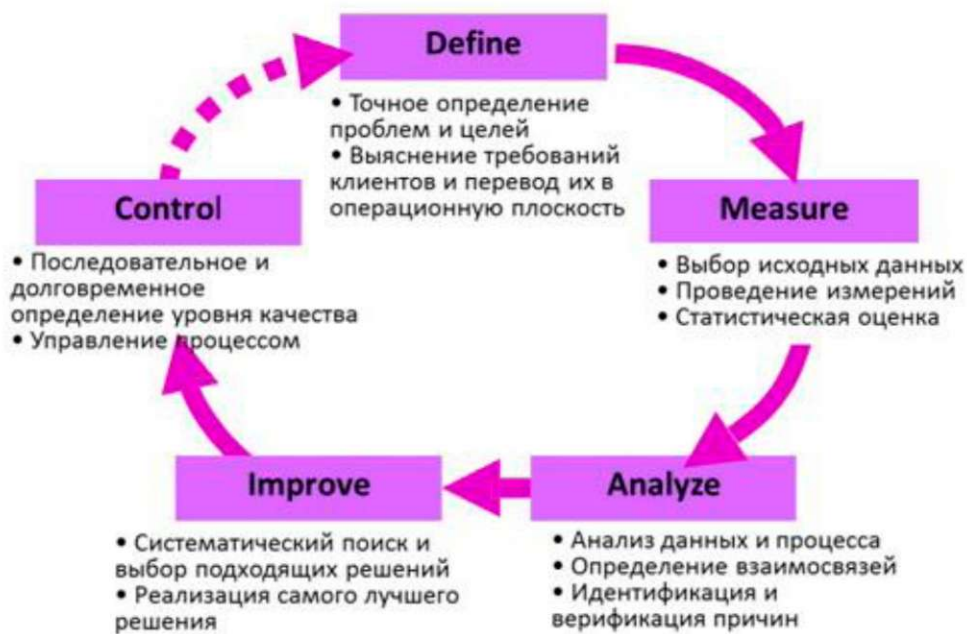 Define
• Точное определение
проблем и целей
• Выяснение требований
клиентов и перевод их в
операционную плоскость
Measure
• Выбор исходных данных
• Проведение измерений
• Статистическая оценка
Analyze
• Анализ данных и процесса
• Определение взаимосвязей
• Идентификация и
верификация причин
Improve
• Систематический поиск и
выбор подходящих решений
• Реализация самого лучшего
решения
Control
• Последовательное и
долговременное
определение уровня качества
• Управление процессом